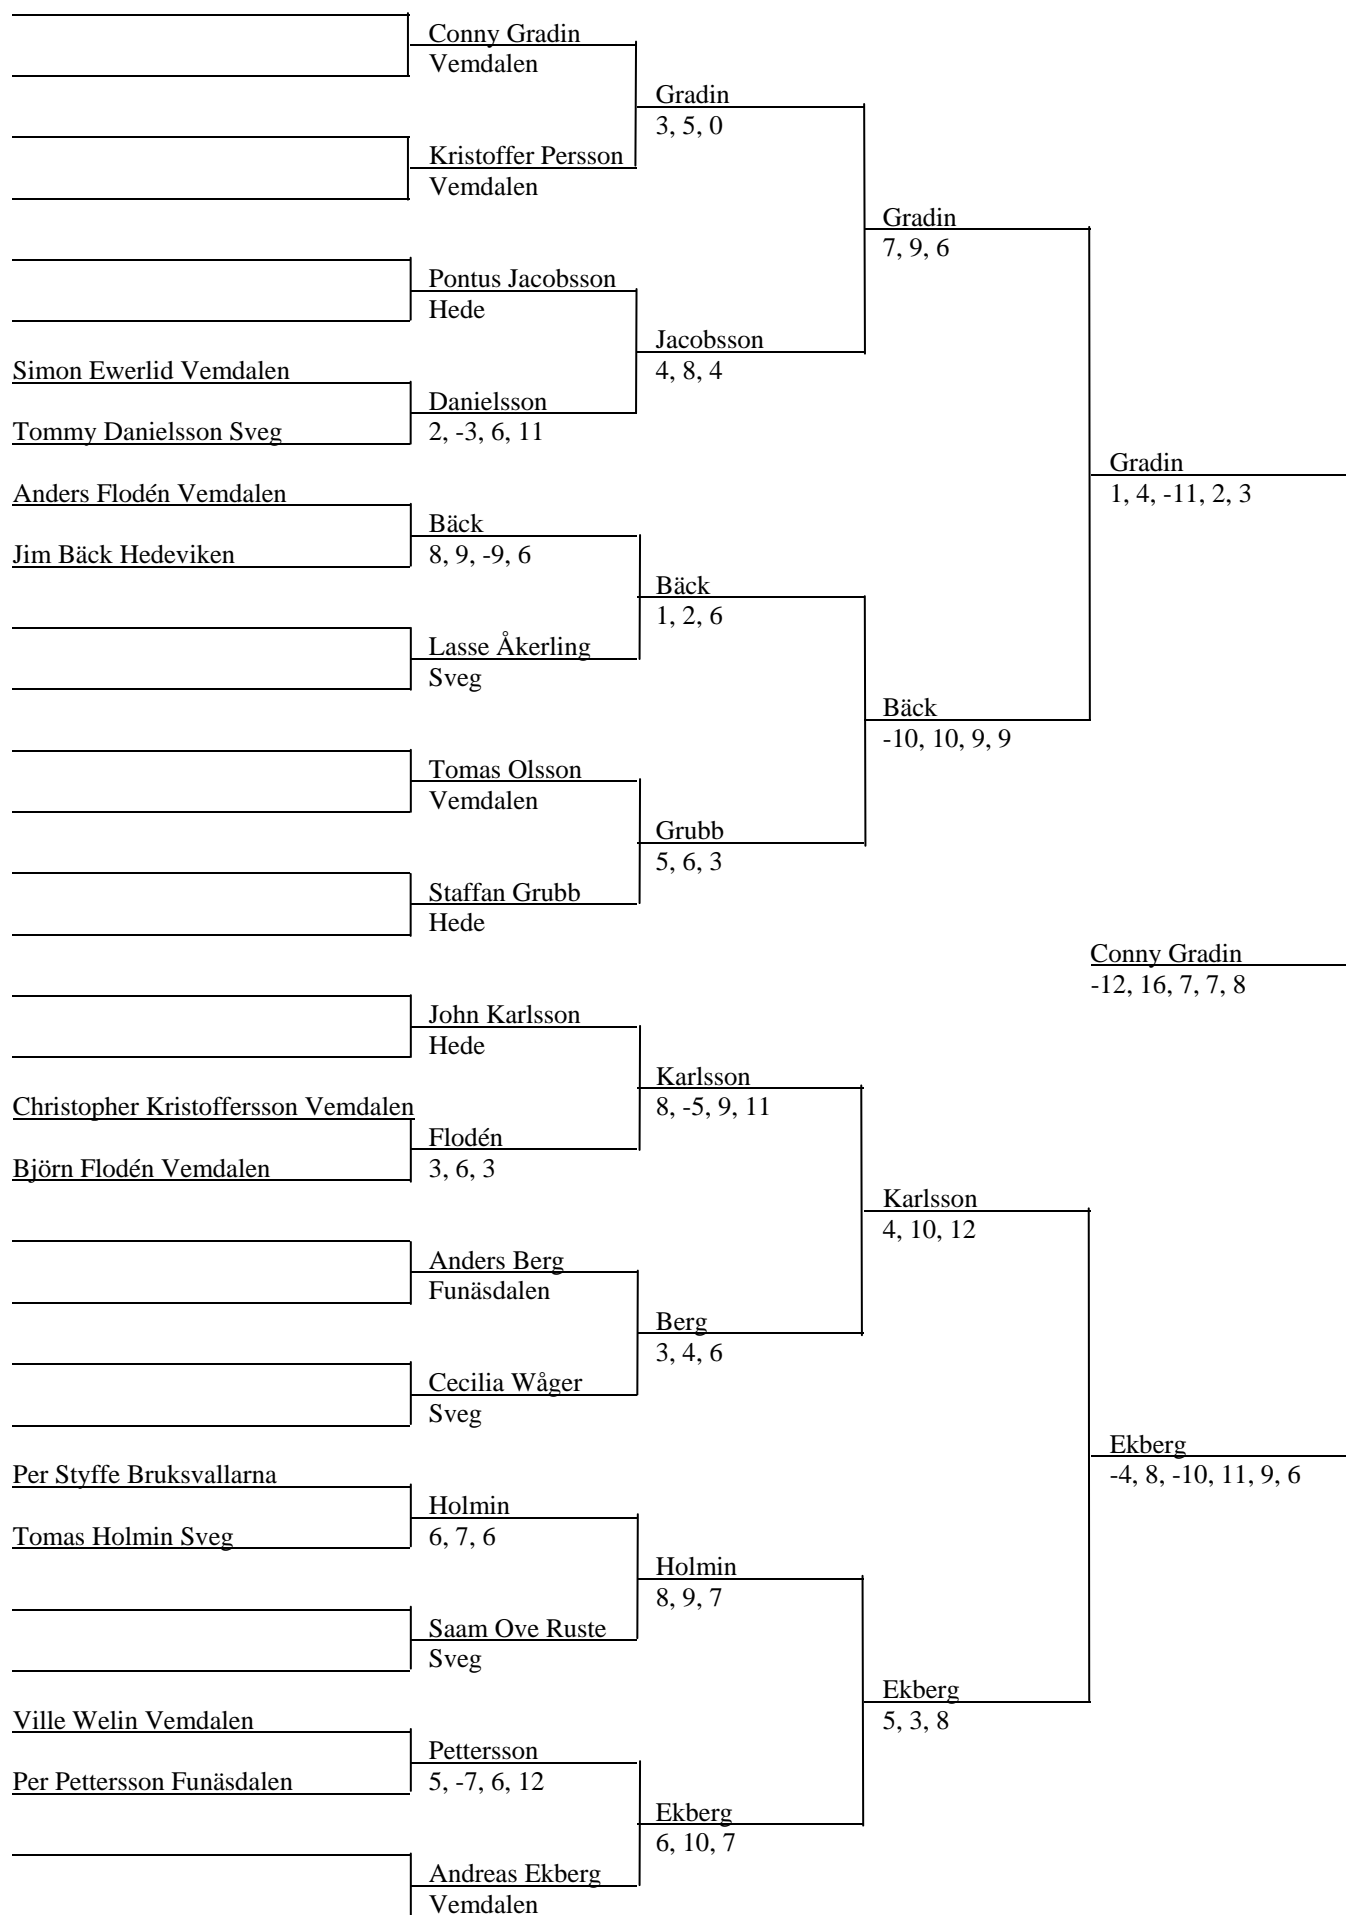 Conny Gradin
Vemdalen
Gradin
3, 5, 0
Kristoffer Persson
Vemdalen
Gradin
7, 9, 6
Pontus Jacobsson
Hede
Jacobsson
4, 8, 4
Simon Ewerlid Vemdalen
Danielsson
2, -3, 6, 11
Tommy Danielsson Sveg
Gradin
1, 4, -11, 2, 3
Anders Flodén Vemdalen
Bäck
8, 9, -9, 6
Jim Bäck Hedeviken
Bäck
1, 2, 6
Lasse Åkerling
Sveg
Bäck
-10, 10, 9, 9
Tomas Olsson
Vemdalen
Grubb
5, 6, 3
Staffan Grubb
Hede
Conny Gradin
-12, 16, 7, 7, 8
John Karlsson
Hede
Karlsson
8, -5, 9, 11
Christopher Kristoffersson Vemdalen
Flodén
3, 6, 3
Björn Flodén Vemdalen
Karlsson
4, 10, 12
Anders Berg
Funäsdalen
Berg
3, 4, 6
Cecilia Wåger
Sveg
Ekberg
-4, 8, -10, 11, 9, 6
Per Styffe Bruksvallarna
Holmin
6, 7, 6
Tomas Holmin Sveg
Holmin
8, 9, 7
Saam Ove Ruste
Sveg
Ekberg
5, 3, 8
Ville Welin Vemdalen
Pettersson
5, -7, 6, 12
Per Pettersson Funäsdalen
Ekberg
6, 10, 7
Andreas Ekberg
Vemdalen